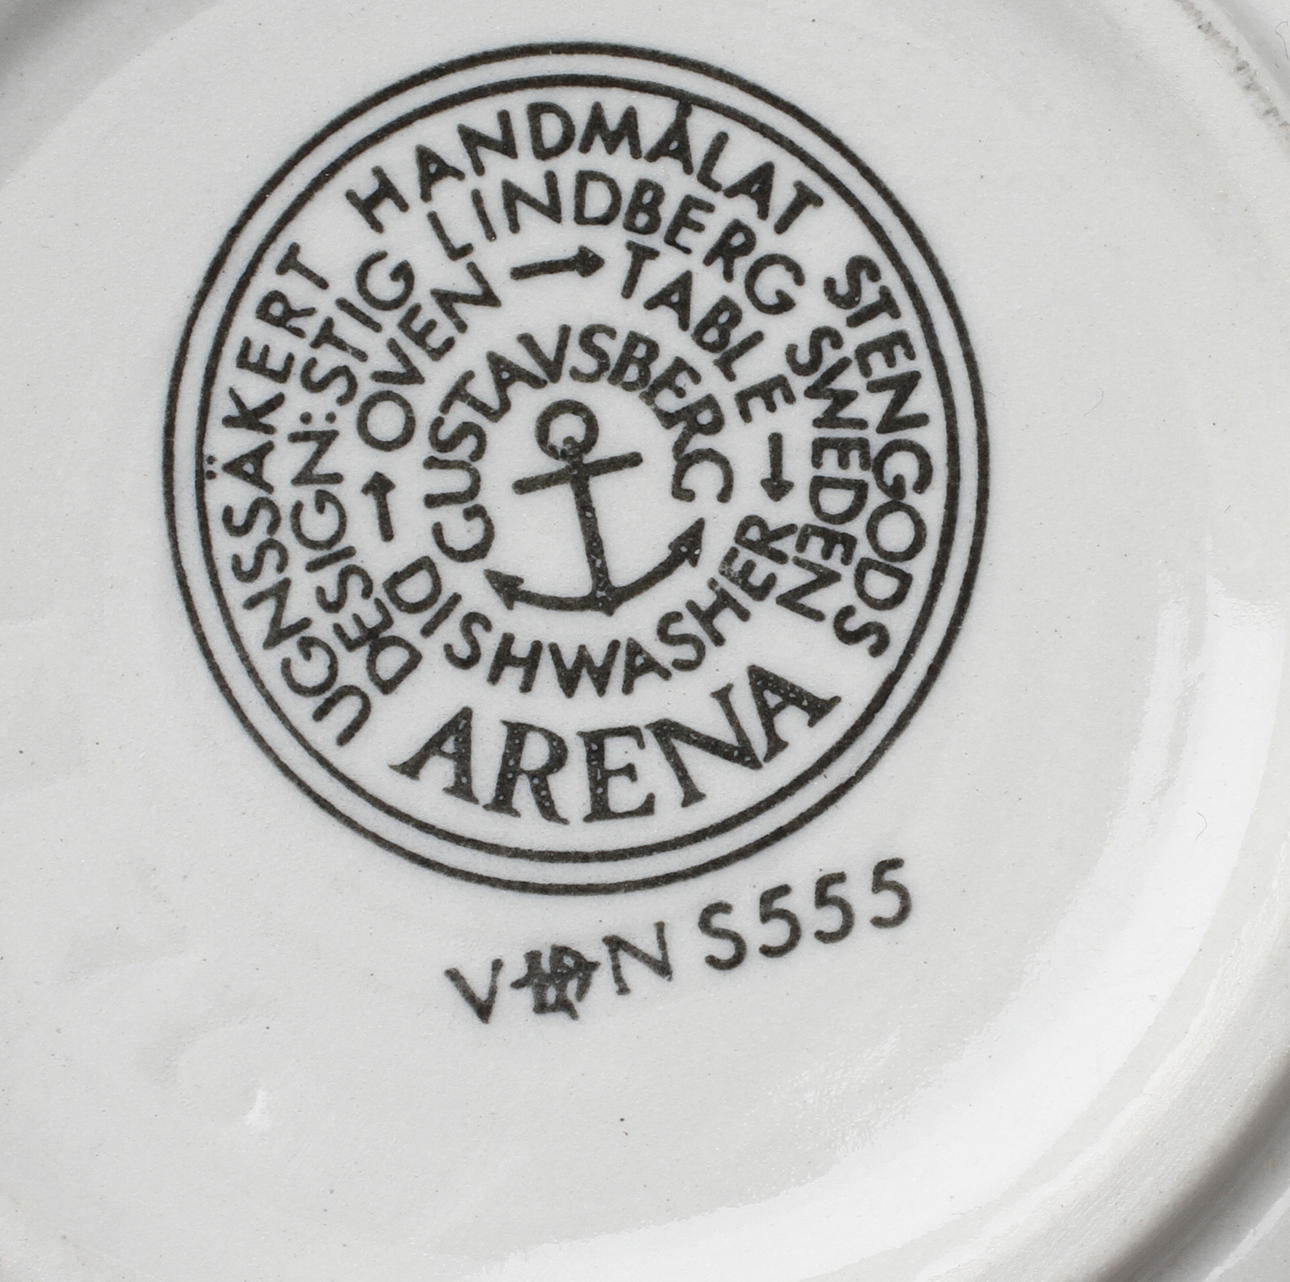 UGNSSÄKERT HANDMÅLAT STENGODS
DESIGN:STIG LINDBERG SWEDEN
OVEN → TABLE → DISHWASHER →
GUSTAVSBERG
ARENA
S555